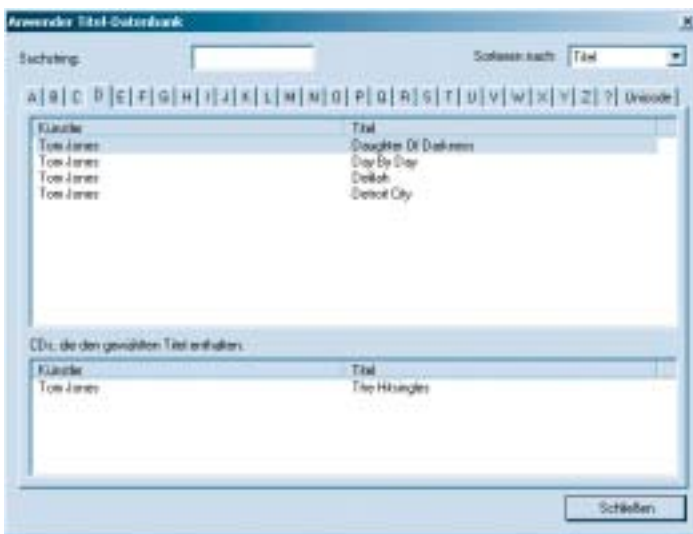 Anwender Titel-Datenbank
Suchstring: Sortieren nach: Titel
A B C D E F G H I J K L M N O P Q R S T U V W X Y Z ? Unicode
Künstler Titel
Tom Jones Daughter Of Darkness
Tom Jones Day By Day
Tom Jones Delilah
Tom Jones Detroit City
CDs, die den gewählten Titel enthalten:
Künstler Titel
Tom Jones The Hitsingles
Schließen